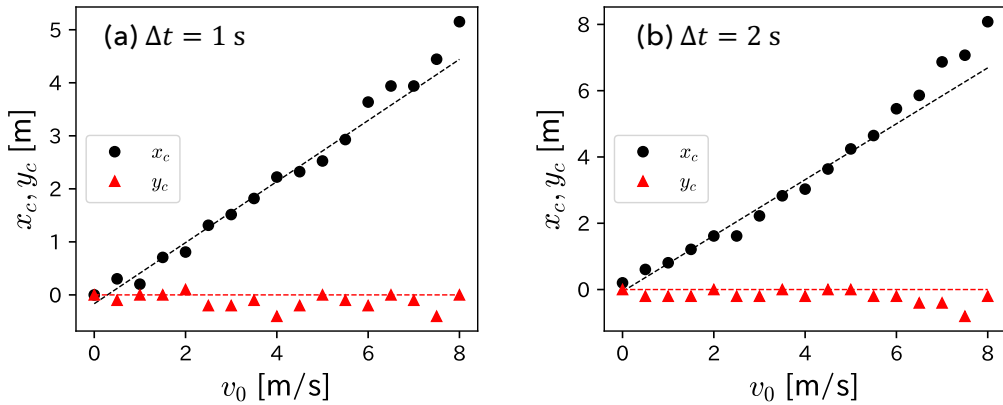 (a) Δt = 1 s
x_c, y_c [m]
5
4
3
2
1
0
x_c
y_c
0 2 4 6 8
v_0 [m/s]
(b) Δt = 2 s
x_c, y_c [m]
8
6
4
2
0
x_c
y_c
0 2 4 6 8
v_0 [m/s]